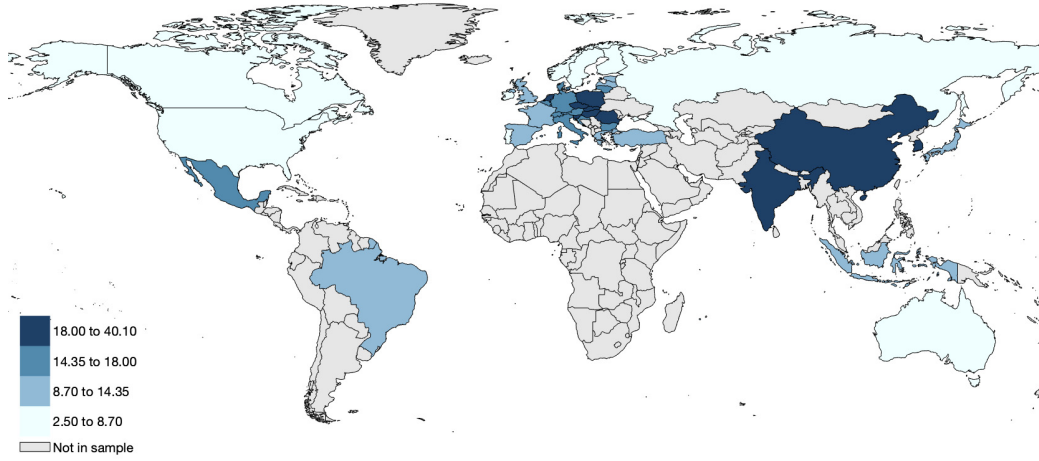 18.00 to 40.10
14.35 to 18.00
8.70 to 14.35
2.50 to 8.70
Not in sample